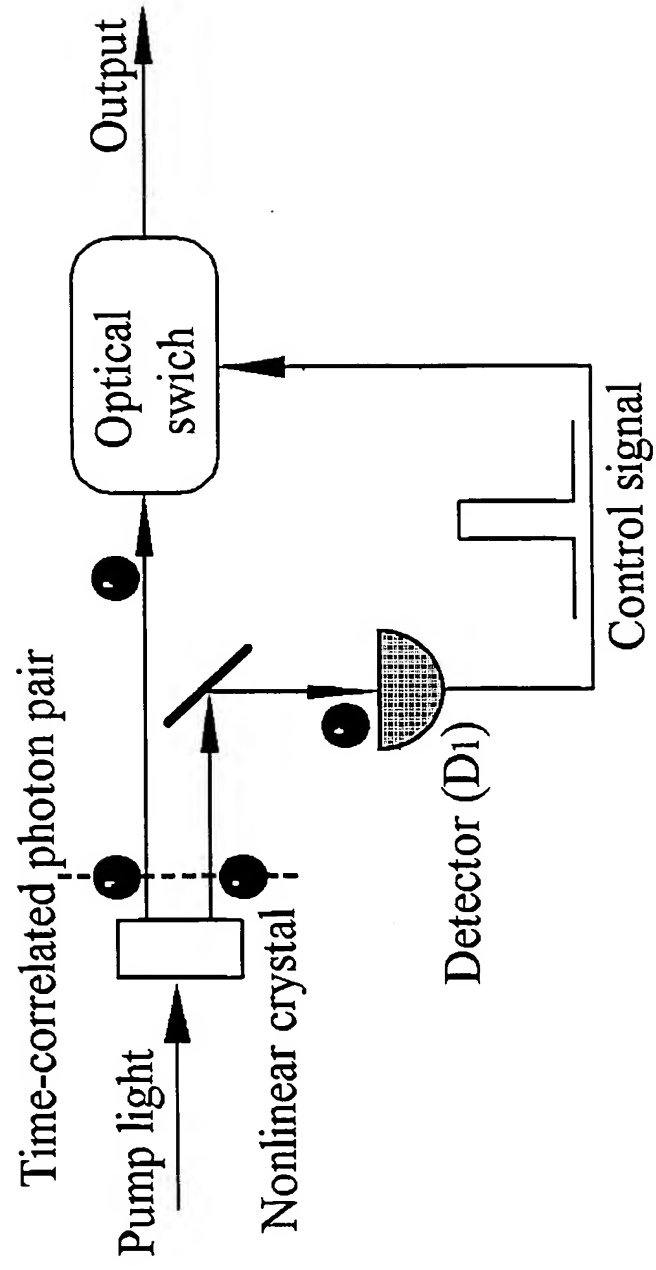 Time-correlated photon pair
Pump light
Nonlinear crystal
Optical
swich
Output
Detector (D1)
Control signal